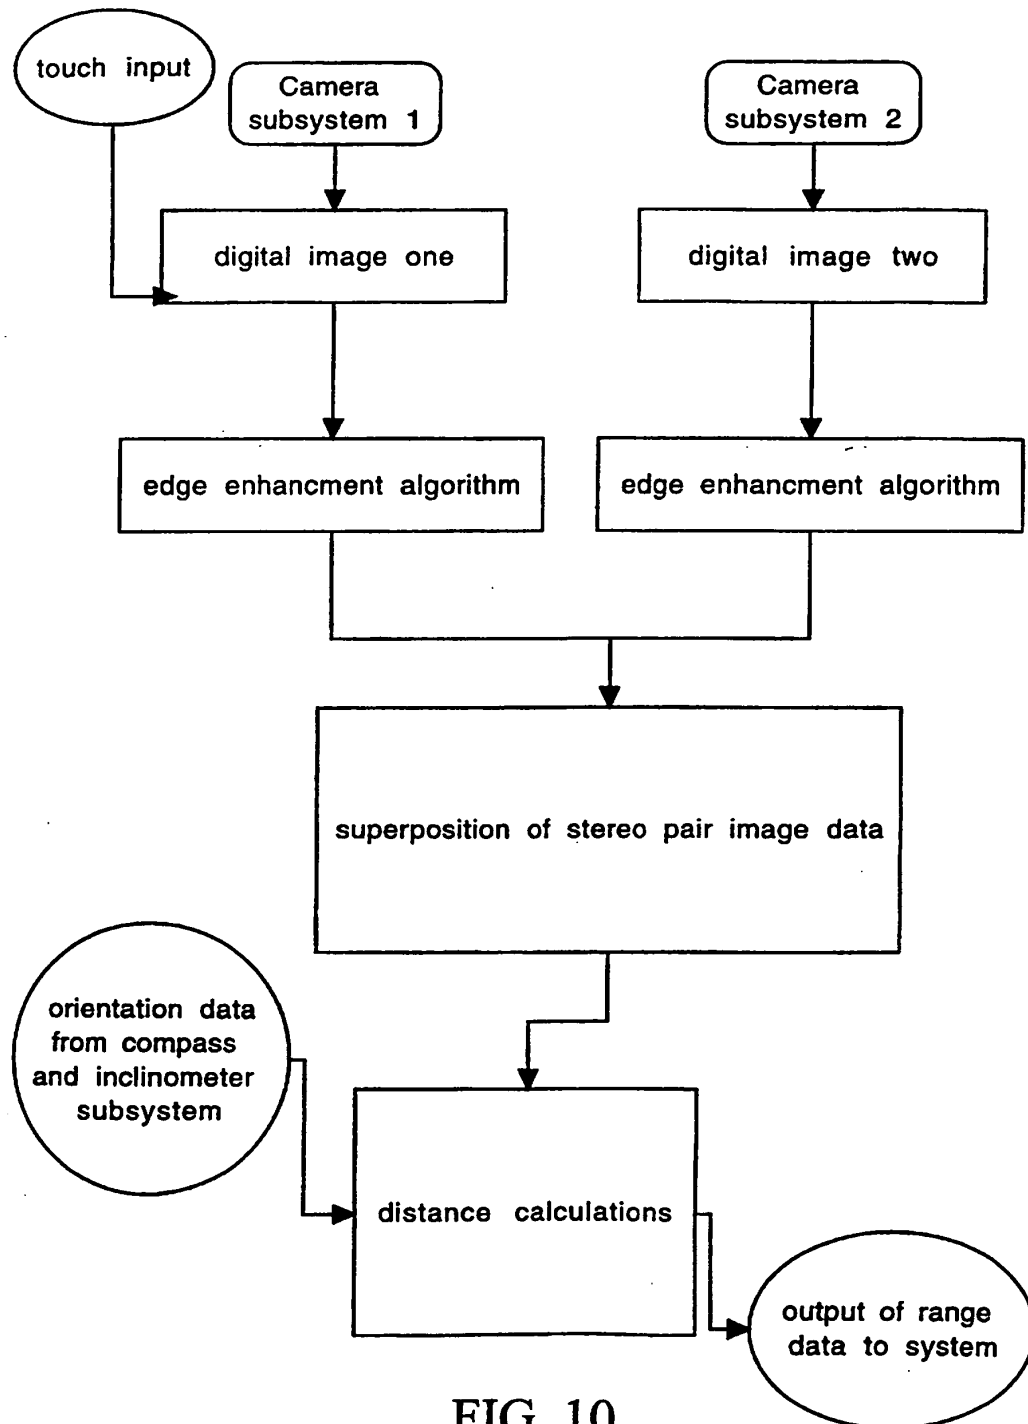 touch input
Camera
subsystem 1
Camera
subsystem 2
digital image one
digital image two
edge enhancment algorithm
edge enhancment algorithm
superposition of stereo pair image data
orientation data
from compass
and inclinometer
subsystem
distance calculations
output of range
data to system
FIG. 10